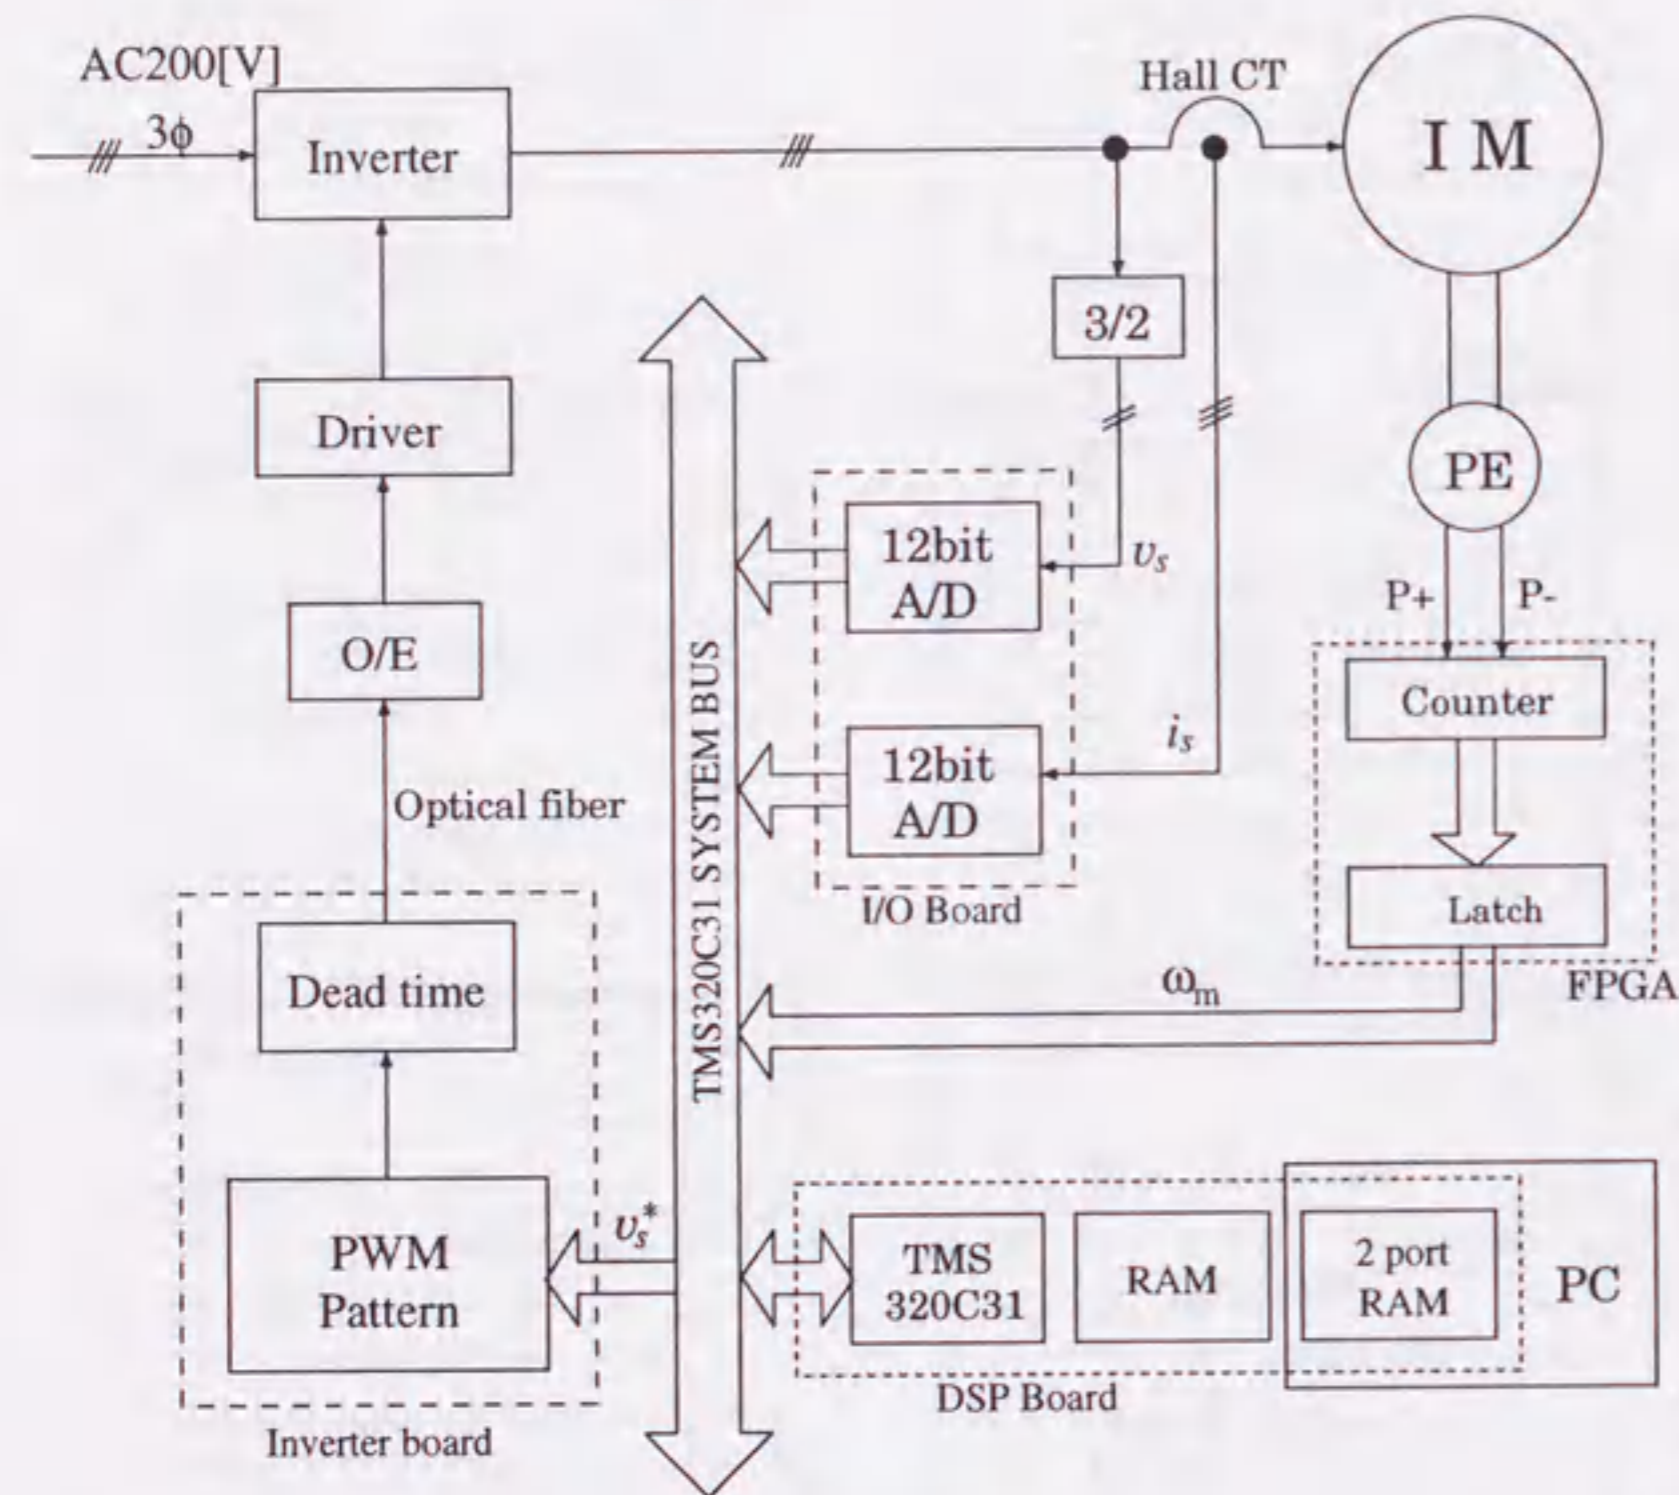 AC200[V]
3ϕ
Inverter
Hall CT
I M
3/2
Driver
PE
12bit
A/D
v_s
P+
P-
O/E
Counter
TMS320C31 SYSTEM BUS
i_s
12bit
A/D
Optical fiber
Latch
I/O Board
FPGA
ω_m
Dead time
v_s^*
PWM
Pattern
TMS
320C31
RAM
2 port
RAM
PC
DSP Board
Inverter board